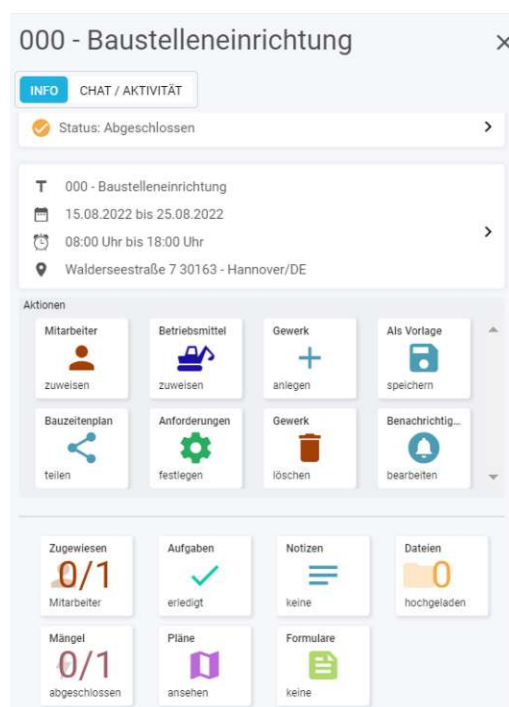 000 - Baustelleneinrichtung
INFO
CHAT / AKTIVITÄT
Status: Abgeschlossen
000 - Baustelleneinrichtung
15.08.2022 bis 25.08.2022
08:00 Uhr bis 18:00 Uhr
Walderseestraße 7 30163 - Hannover/DE
Aktionen
Mitarbeiter
zuweisen
Betriebsmittel
zuweisen
Gewerk
anlegen
Als Vorlage
speichern
Bauzeitenplan
teilen
Anforderungen
festlegen
Gewerk
löschen
Benachrichtig...
bearbeiten
Zugewiesen
0/1
Mitarbeiter
Aufgaben
erledigt
Notizen
keine
Dateien
0
hochgeladen
Mängel
0/1
abgeschlossen
Pläne
ansehen
Formulare
keine